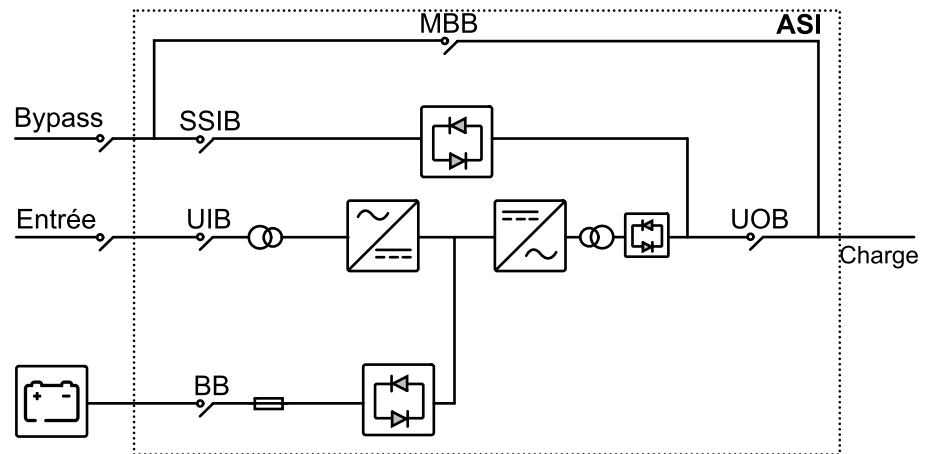 MBB
ASI
Bypass
SSIB
Entrée
UIB
UOB
Charge
BB